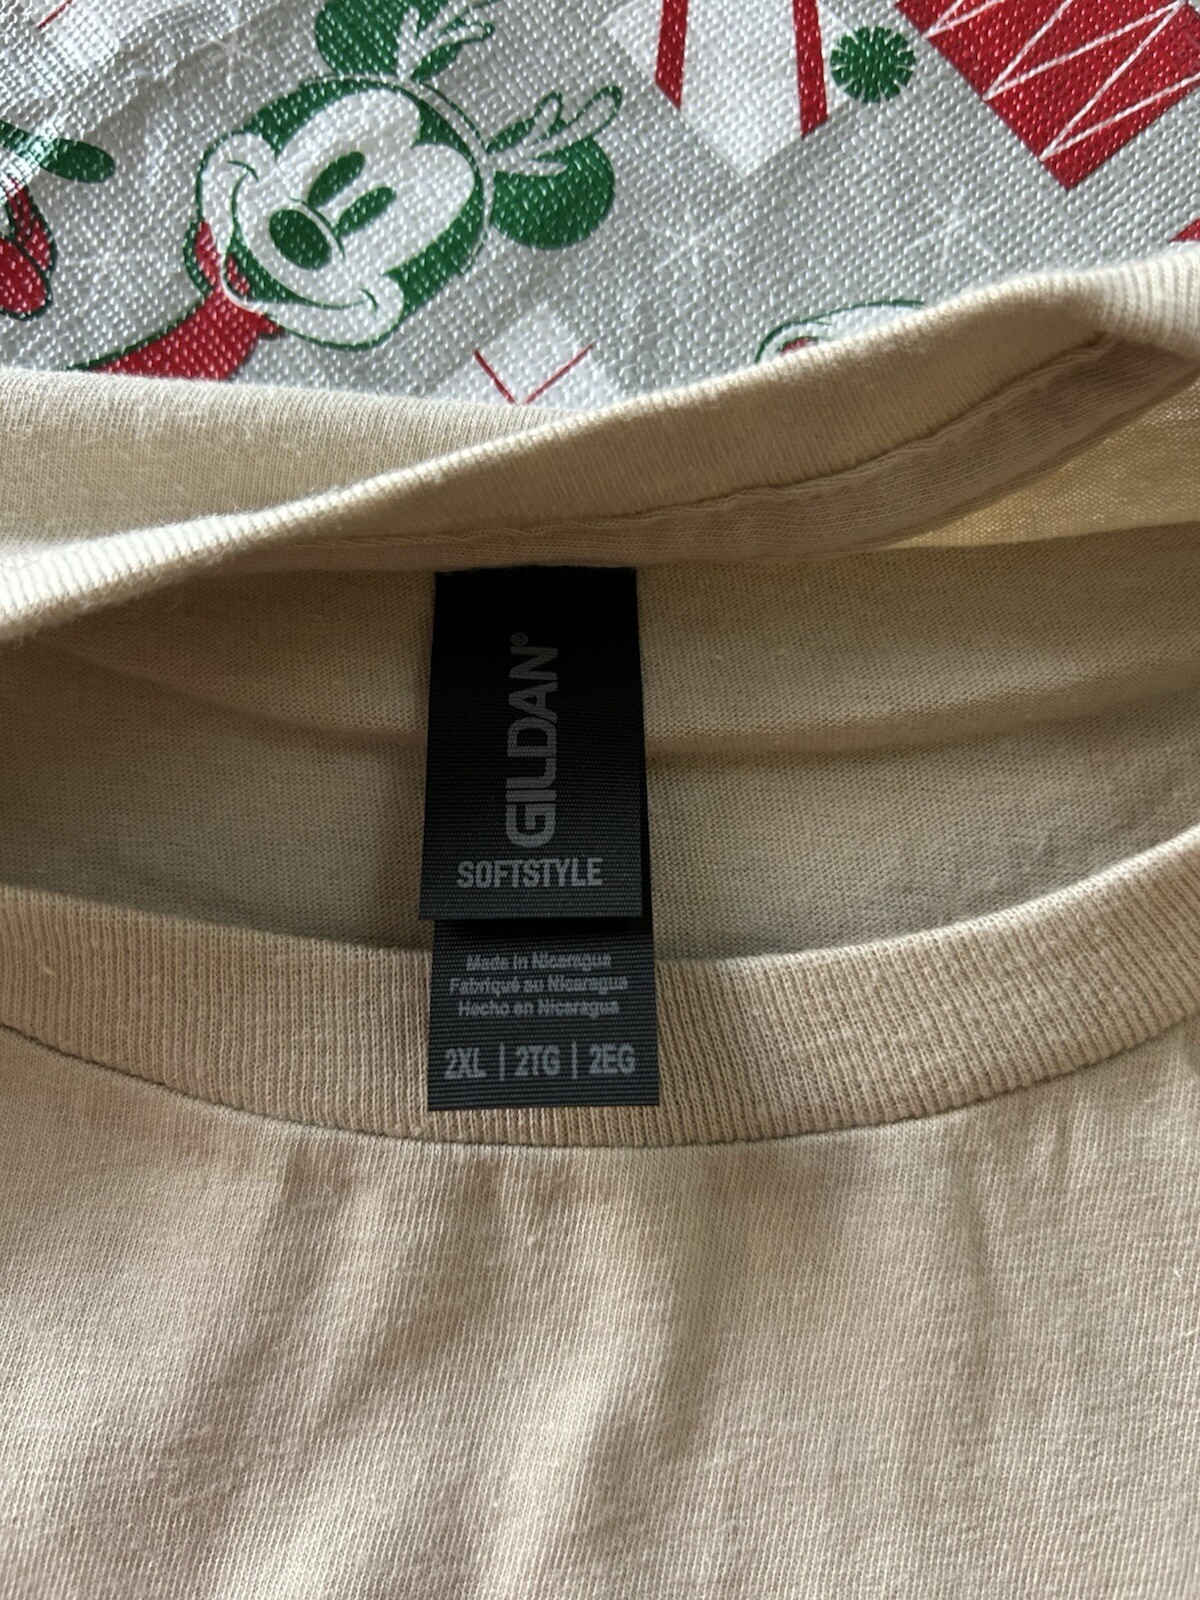 GILDAN®
SOFTSTYLE
Made in Nicaragua
Fabriqué au Nicaragua
Hecho en Nicaragua
2XL | 2TG | 2EG